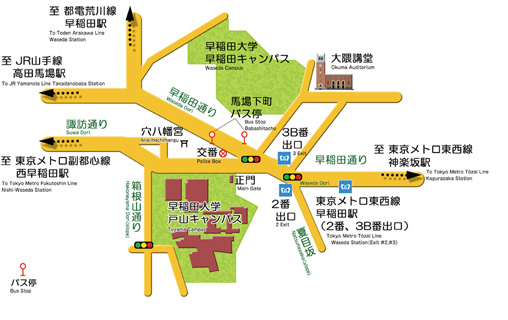 至 都電荒川線
早稲田駅
To Toden Arakawa Line
Waseda Station
至 JR山手線
高田馬場駅
To JR Yamanote Line Takadanobaba Station
早稲田大学
早稲田キャンパス
Waseda Campus
大隈講堂
Okuma Auditorium
早稲田通り
Waseda Dori
馬場下町
バス停
Bus Stop
Babashitacho
諏訪通り
Suwa Dori
穴八幡宮
Ana-Hachimangu
交番
Police Box
3B番
出口
3 Exit
早稲田通り
Waseda Dori
至 東京メトロ東西線
神楽坂駅
To Tokyo Metro Tozai Line
Kagurazaka Station
至 東京メトロ副都心線
西早稲田駅
To Tokyo Metro Fukutoshin Line
Nishi-Waseda Station
箱根山通り
正門
Main Gate
早稲田大学
戸山キャンパス
Toyama Campus
2番
出口
2 Exit
夏目坂
東京メトロ東西線
早稲田駅
(2番、3B番出口)
Tokyo Metro Tozai Line
Waseda Station(Exit #2,#3)
バス停
Bus Stop